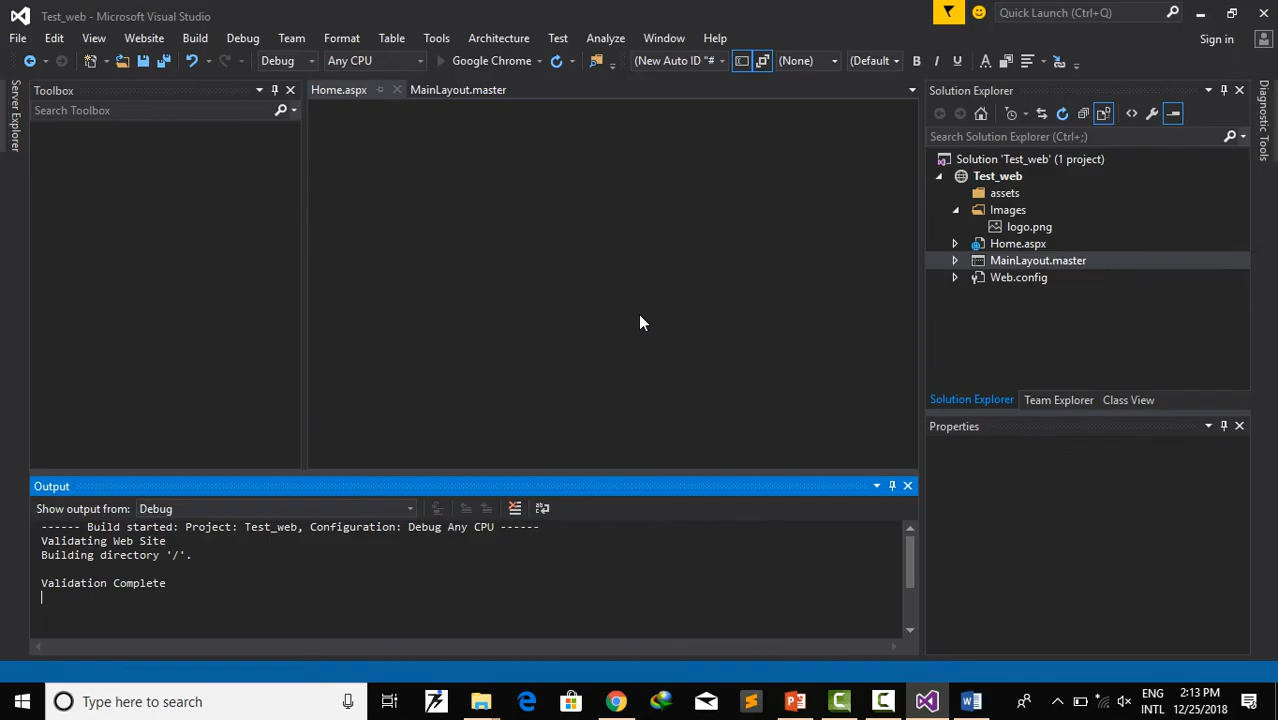 Test_web - Microsoft Visual Studio
Quick Launch (Ctrl+Q)
File Edit View Website Build Debug Team Format Table Tools Architecture Test Analyze Window Help
Sign in
Debug Any CPU Google Chrome (New Auto ID "# (None) (Default B I U A
Server Explorer
Toolbox
Search Toolbox
Home.aspx MainLayout.master
Solution Explorer
Search Solution Explorer (Ctrl+;)
Solution 'Test_web' (1 project)
Test_web
assets
Images
logo.png
Home.aspx
MainLayout.master
Web.config
Solution Explorer Team Explorer Class View
Properties
Diagnostic Tools
Output
Show output from: Debug
------ Build started: Project: Test_web, Configuration: Debug Any CPU ------
Validating Web Site
Building directory '/'.
Validation Complete
Type here to search
ENG
INTL
2:13 PM
12/25/2018